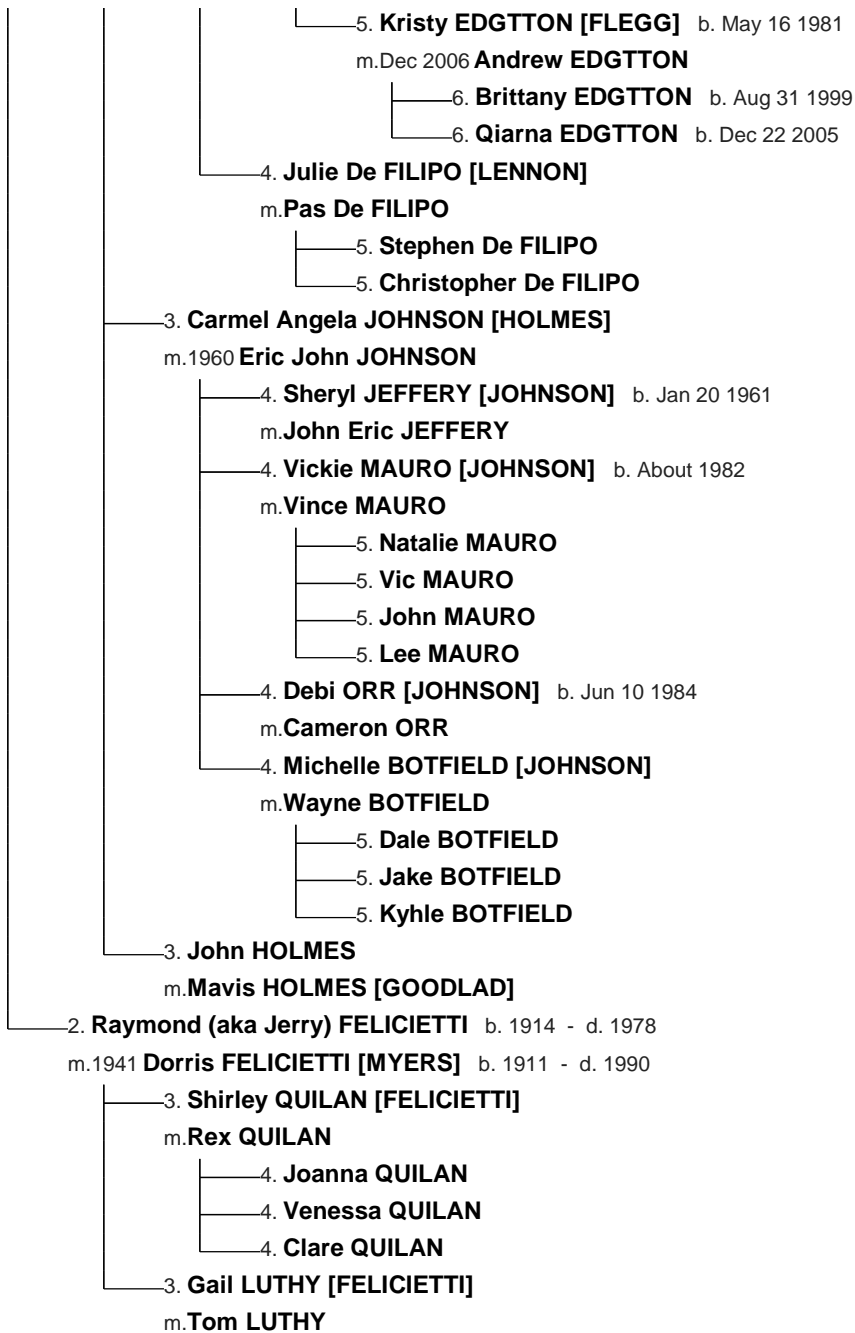 5. Kristy EDGTTON [FLEGG] b. May 16 1981
m.Dec 2006 Andrew EDGTTON
6. Brittany EDGTTON b. Aug 31 1999
6. Qiarna EDGTTON b. Dec 22 2005
4. Julie De FILIPO [LENNON]
m.Pas De FILIPO
5. Stephen De FILIPO
5. Christopher De FILIPO
3. Carmel Angela JOHNSON [HOLMES]
m.1960 Eric John JOHNSON
4. Sheryl JEFFERY [JOHNSON] b. Jan 20 1961
m.John Eric JEFFERY
4. Vickie MAURO [JOHNSON] b. About 1982
m.Vince MAURO
5. Natalie MAURO
5. Vic MAURO
5. John MAURO
5. Lee MAURO
4. Debi ORR [JOHNSON] b. Jun 10 1984
m.Cameron ORR
4. Michelle BOTFIELD [JOHNSON]
m.Wayne BOTFIELD
5. Dale BOTFIELD
5. Jake BOTFIELD
5. Kyhle BOTFIELD
3. John HOLMES
m.Mavis HOLMES [GOODLAD]
2. Raymond (aka Jerry) FELICIETTI b. 1914 - d. 1978
m.1941 Dorris FELICIETTI [MYERS] b. 1911 - d. 1990
3. Shirley QUILAN [FELICIETTI]
m.Rex QUILAN
4. Joanna QUILAN
4. Venessa QUILAN
4. Clare QUILAN
3. Gail LUTHY [FELICIETTI]
m.Tom LUTHY